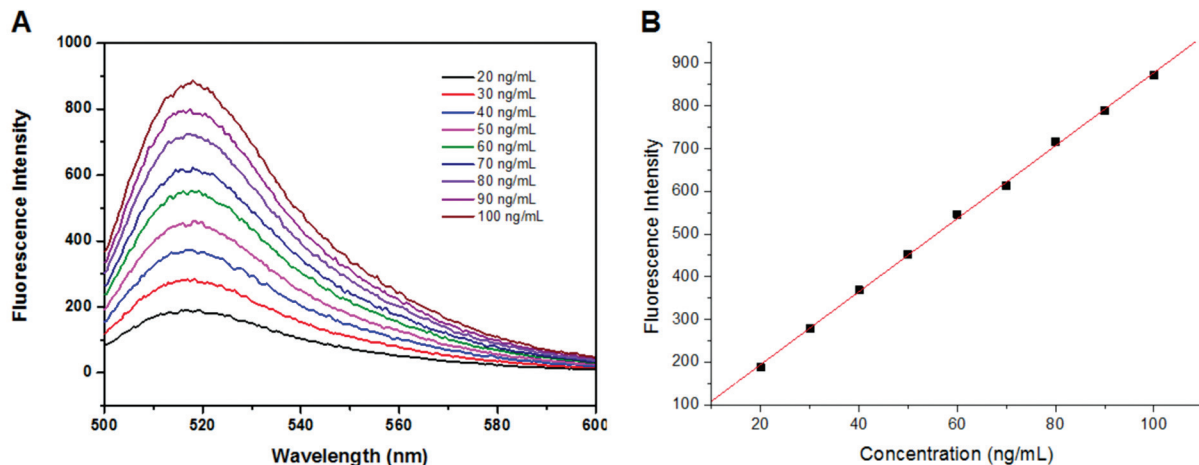 A
Fluorescence Intensity
1000
800
600
400
200
0
20 ng/mL
30 ng/mL
40 ng/mL
50 ng/mL
60 ng/mL
70 ng/mL
80 ng/mL
90 ng/mL
100 ng/mL
500 520 540 560 580 600
Wavelength (nm)
B
Fluorescence Intensity
900
800
700
600
500
400
300
200
100
20 40 60 80 100
Concentration (ng/mL)